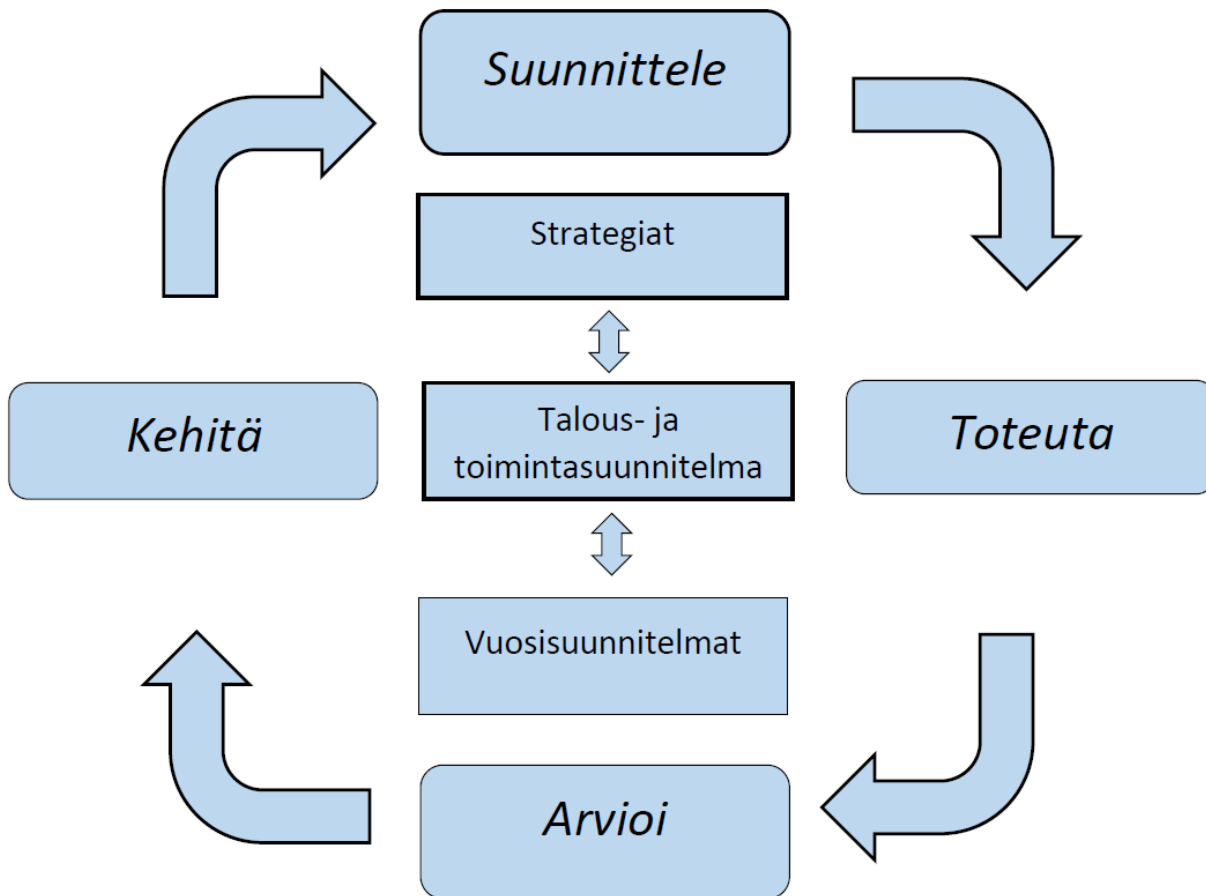 Suunnittele
Strategiat
Kehitä
Talous- ja
toimintasuunnitelma
Toteuta
Vuosisuunnitelmat
Arvioi